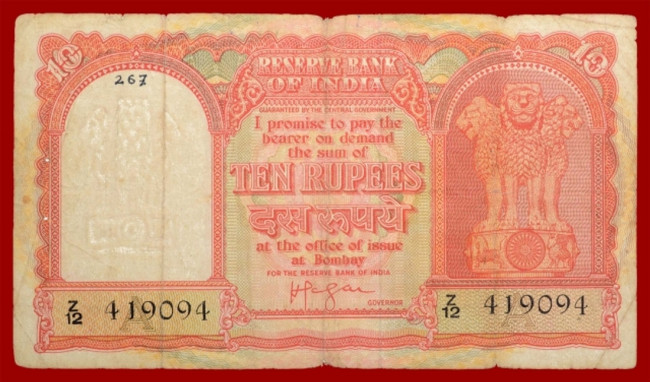 10
10
267
RESERVE BANK
OF INDIA
GUARANTEED BY THE CENTRAL GOVERNMENT
I promise to pay the
bearer on demand
the sum of
TEN RUPEES
दस रूपये
at the office of issue
at Bombay
FOR THE RESERVE BANK OF INDIA
GOVERNOR
Z/12 419094
A
Z/12 419094
A